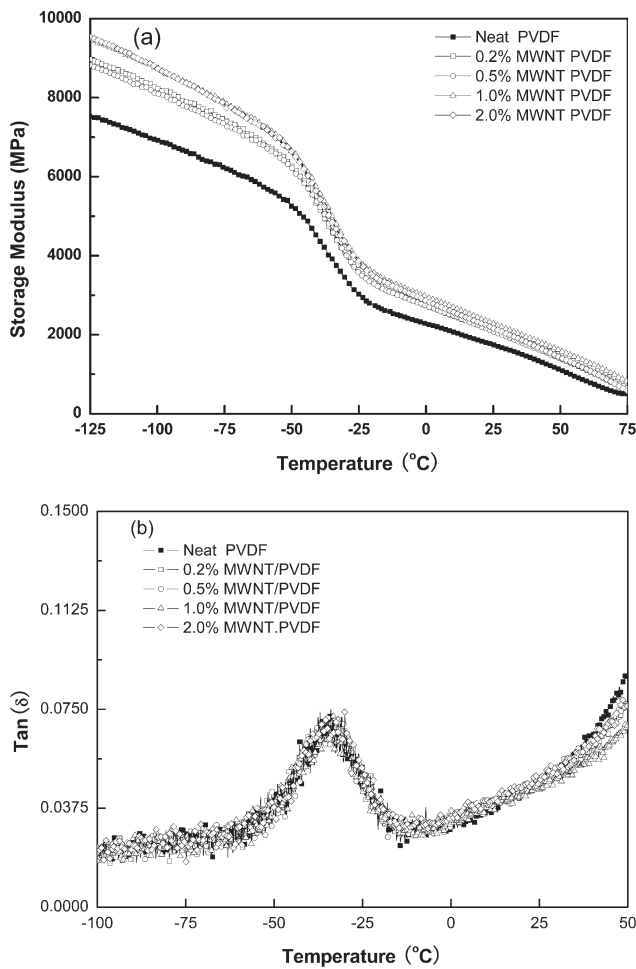 (a)
Neat PVDF
0.2% MWNT PVDF
0.5% MWNT PVDF
1.0% MWNT PVDF
2.0% MWNT PVDF
10000
8000
6000
4000
2000
0
Storage Modulus (MPa)
-125 -100 -75 -50 -25 0 25 50 75
Temperature (°C)
(b)
Neat PVDF
0.2% MWNT/PVDF
0.5% MWNT/PVDF
1.0% MWNT/PVDF
2.0% MWNT.PVDF
0.1500
0.1125
0.0750
0.0375
0.0000
Tan(δ)
-100 -75 -50 -25 0 25 50
Temperature (°C)